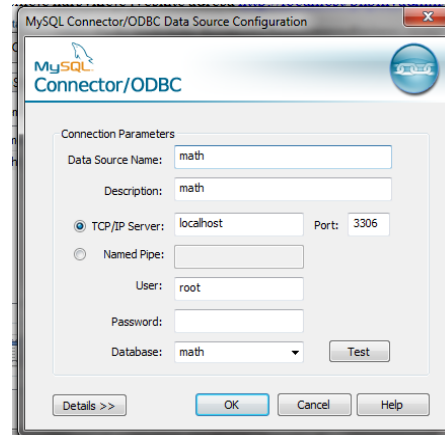 MySQL Connector/ODBC Data Source Configuration
MySQL
Connector/ODBC
Connection Parameters
Data Source Name: math
Description: math
TCP/IP Server: localhost Port: 3306
Named Pipe:
User: root
Password:
Database: math Test
Details >> OK Cancel Help